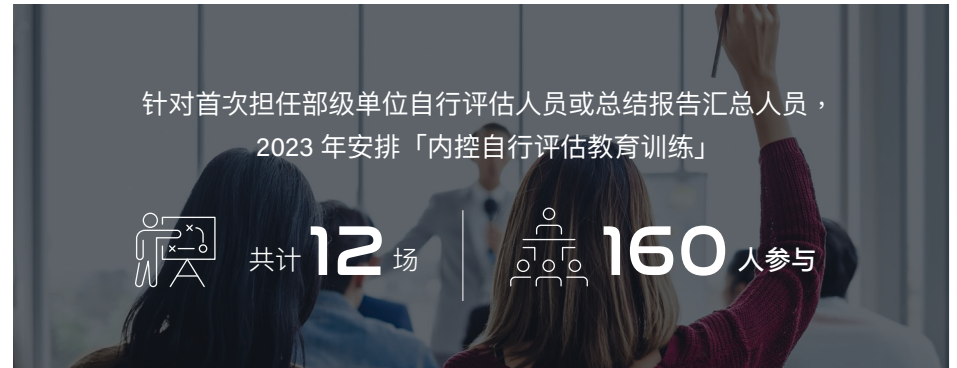 针对首次担任部级单位自行评估人员或总结报告汇总人员，
2023 年安排「内控自行评估教育训练」
共计 12 场
160 人参与